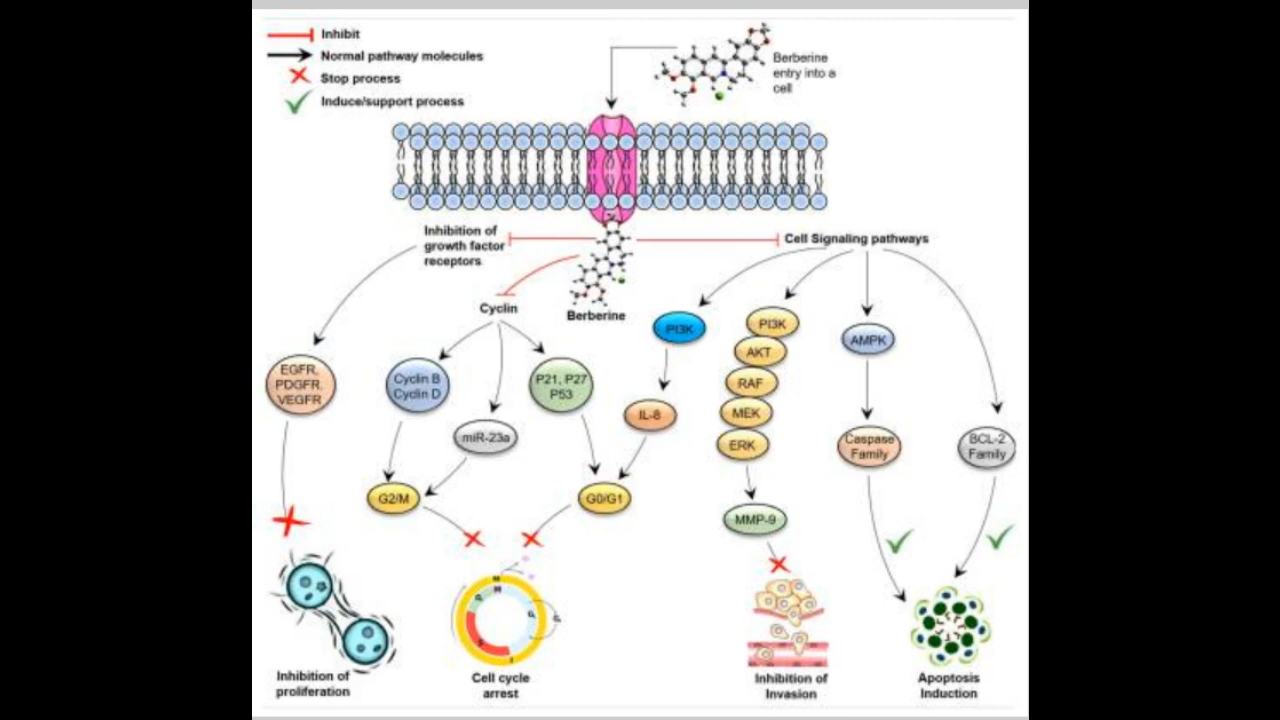 Inhibit
Normal pathway molecules
Stop process
Induce/support process
Berberine
entry into a
cell
Inhibition of
growth factor
receptors
Cell Signaling pathways
Cyclin
Berberine
PI3K
PI3K
AKT
RAF
MEK
ERK
AMPK
EGFR,
PDGFR,
VEGFR
Cyclin B
Cyclin D
P21, P27
P53
miR-23a
IL-8
Caspase
Family
BCL-2
Family
G2/M
G0/G1
MMP-9
Inhibition of
proliferation
Cell cycle
arrest
Inhibition of
Invasion
Apoptosis
Induction